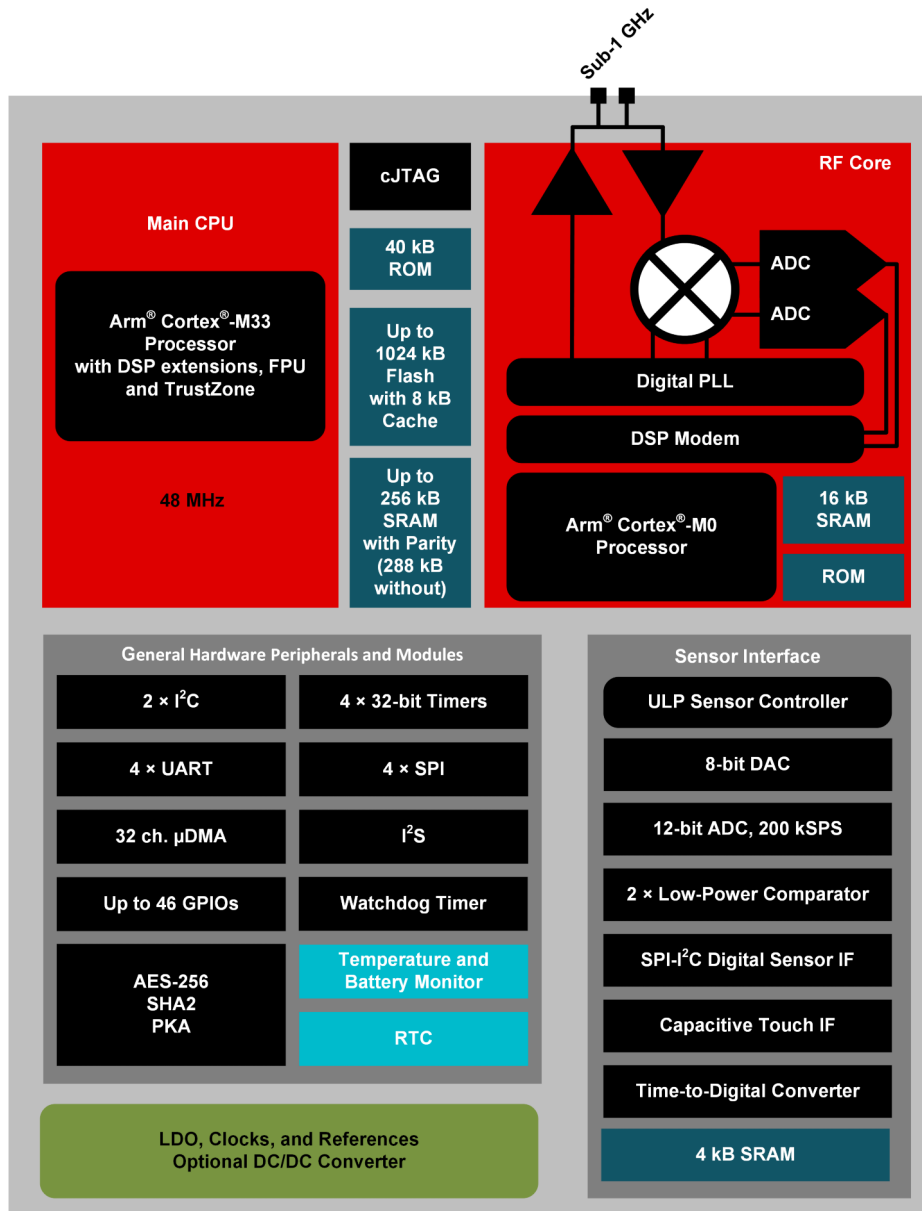 Sub-1 GHz
Main CPU
Arm® Cortex®-M33
Processor
with DSP extensions, FPU
and TrustZone
48 MHz
cJTAG
40 kB
ROM
Up to
1024 kB
Flash
with 8 kB
Cache
Up to
256 kB
SRAM
with Parity
(288 kB
without)
RF Core
ADC
ADC
Digital PLL
DSP Modem
Arm® Cortex®-M0
Processor
16 kB
SRAM
ROM
General Hardware Peripherals and Modules
2 × I²C
4 × 32-bit Timers
4 × UART
4 × SPI
32 ch. µDMA
I²S
Up to 46 GPIOs
Watchdog Timer
AES-256
SHA2
PKA
Temperature and
Battery Monitor
RTC
LDO, Clocks, and References
Optional DC/DC Converter
Sensor Interface
ULP Sensor Controller
8-bit DAC
12-bit ADC, 200 kSPS
2 × Low-Power Comparator
SPI-I²C Digital Sensor IF
Capacitive Touch IF
Time-to-Digital Converter
4 kB SRAM